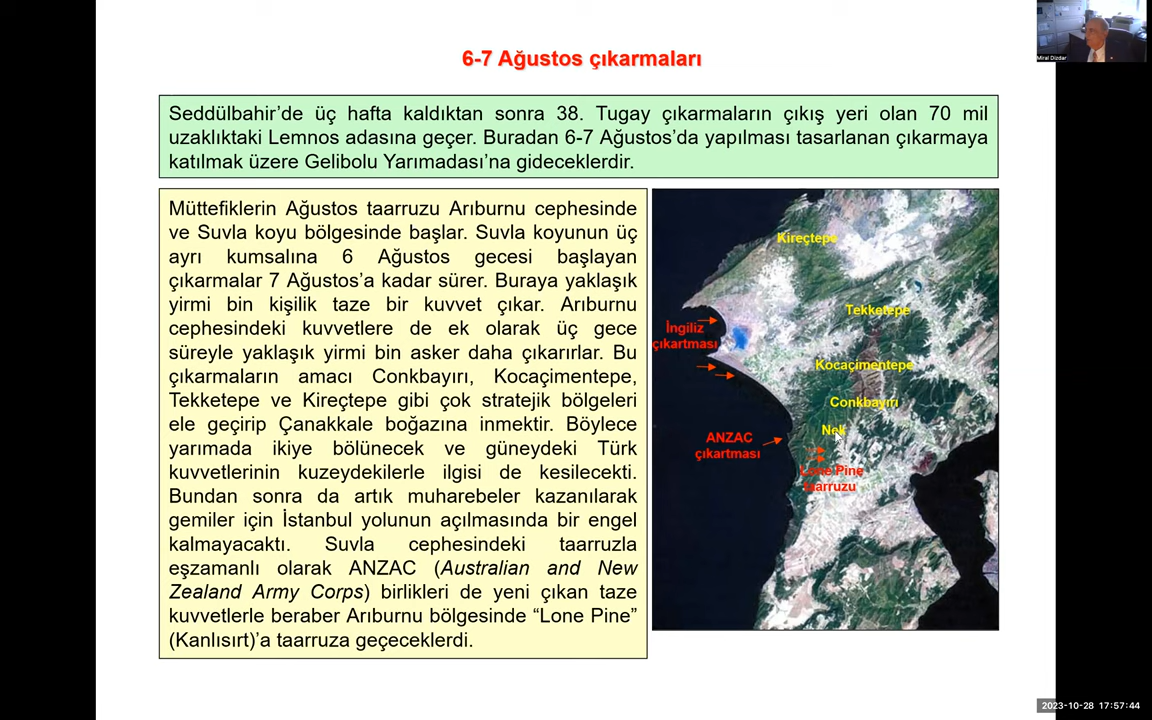 6-7 Ağustos çıkarmaları
Miral Dizdar
Seddülbahir’de üç hafta kaldıktan sonra 38. Tugay çıkarmaların çıkış yeri olan 70 mil
uzaklıktaki Lemnos adasına geçer. Buradan 6-7 Ağustos’da yapılması tasarlanan çıkarmaya
katılmak üzere Gelibolu Yarımadası’na gideceklerdir.
Müttefiklerin Ağustos taarruzu Arıburnu cephesinde
ve Suvla koyu bölgesinde başlar. Suvla koyunun üç
ayrı kumsalına 6 Ağustos gecesi başlayan
çıkarmalar 7 Ağustos’a kadar sürer. Buraya yaklaşık
yirmi bin kişilik taze bir kuvvet çıkar. Arıburnu
cephesindeki kuvvetlere de ek olarak üç gece
süreyle yaklaşık yirmi bin asker daha çıkarırlar. Bu
çıkarmaların amacı Conkbayırı, Kocaçimentepe,
Tekketepe ve Kireçtepe gibi çok stratejik bölgeleri
ele geçirip Çanakkale boğazına inmektir. Böylece
yarımada ikiye bölünecek ve güneydeki Türk
kuvvetlerinin kuzeydekilerle ilgisi de kesilecekti.
Bundan sonra da artık muharebeler kazanılarak
gemiler için İstanbul yolunun açılmasında bir engel
kalmayacaktı. Suvla cephesindeki taarruzla
eşzamanlı olarak ANZAC (Australian and New
Zealand Army Corps) birlikleri de yeni çıkan taze
kuvvetlerle beraber Arıburnu bölgesinde “Lone Pine”
(Kanlısırt)’a taarruza geçeceklerdi.
Kireçtepe
Tekketepe
İngiliz
çıkartması
Kocaçimentepe
Conkbayırı
Nek
ANZAC
çıkartması
Lone Pine
taarruzu
2023-10-28 17:57:44